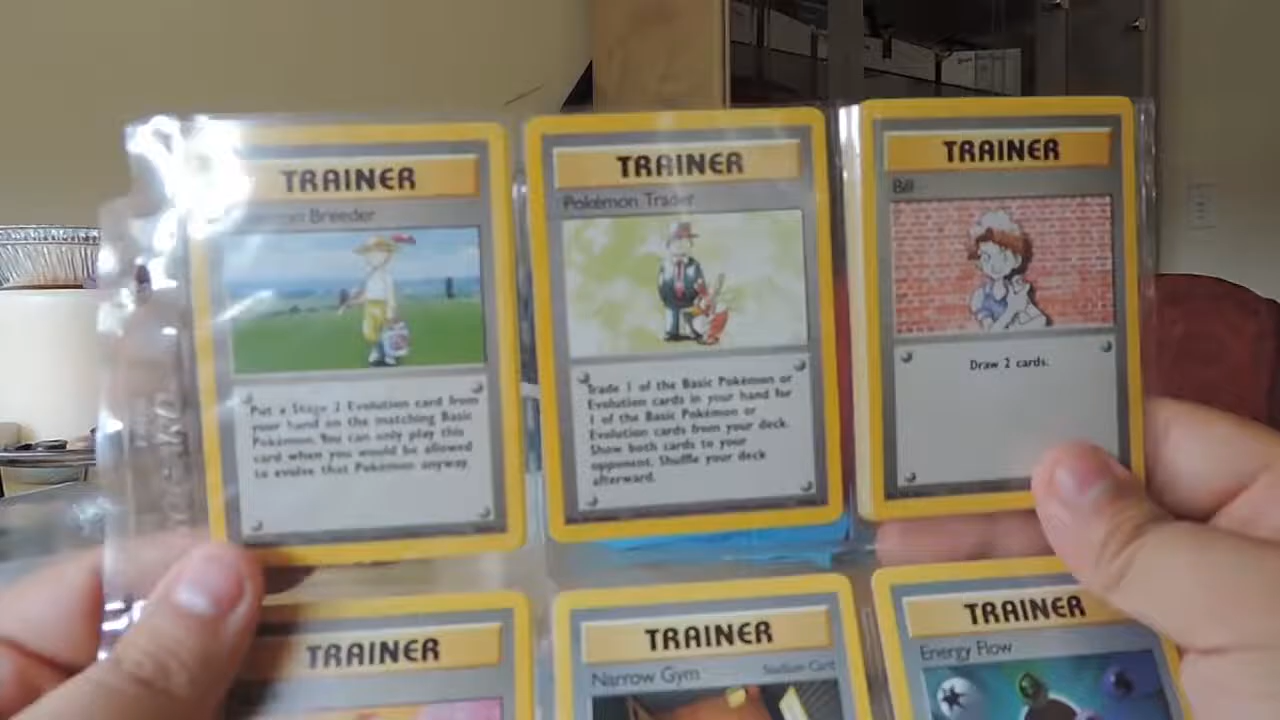 TRAINER
Breeder
Put a Stage 2 Evolution card from
your hand on the matching Basic
Pokémon. You can only play this
card when you would be allowed
to evolve that Pokémon anyway.
TRAINER
Pokémon Trader
Trade 1 of the Basic Pokémon or
Evolution cards in your hand for
1 of the Basic Pokémon or
Evolution cards from your deck.
Show both cards to your
opponent. Shuffle your deck
afterward.
TRAINER
Bill
Draw 2 cards.
TRAINER
TRAINER
Narrow Gym Stadium Card
TRAINER
Energy Flow